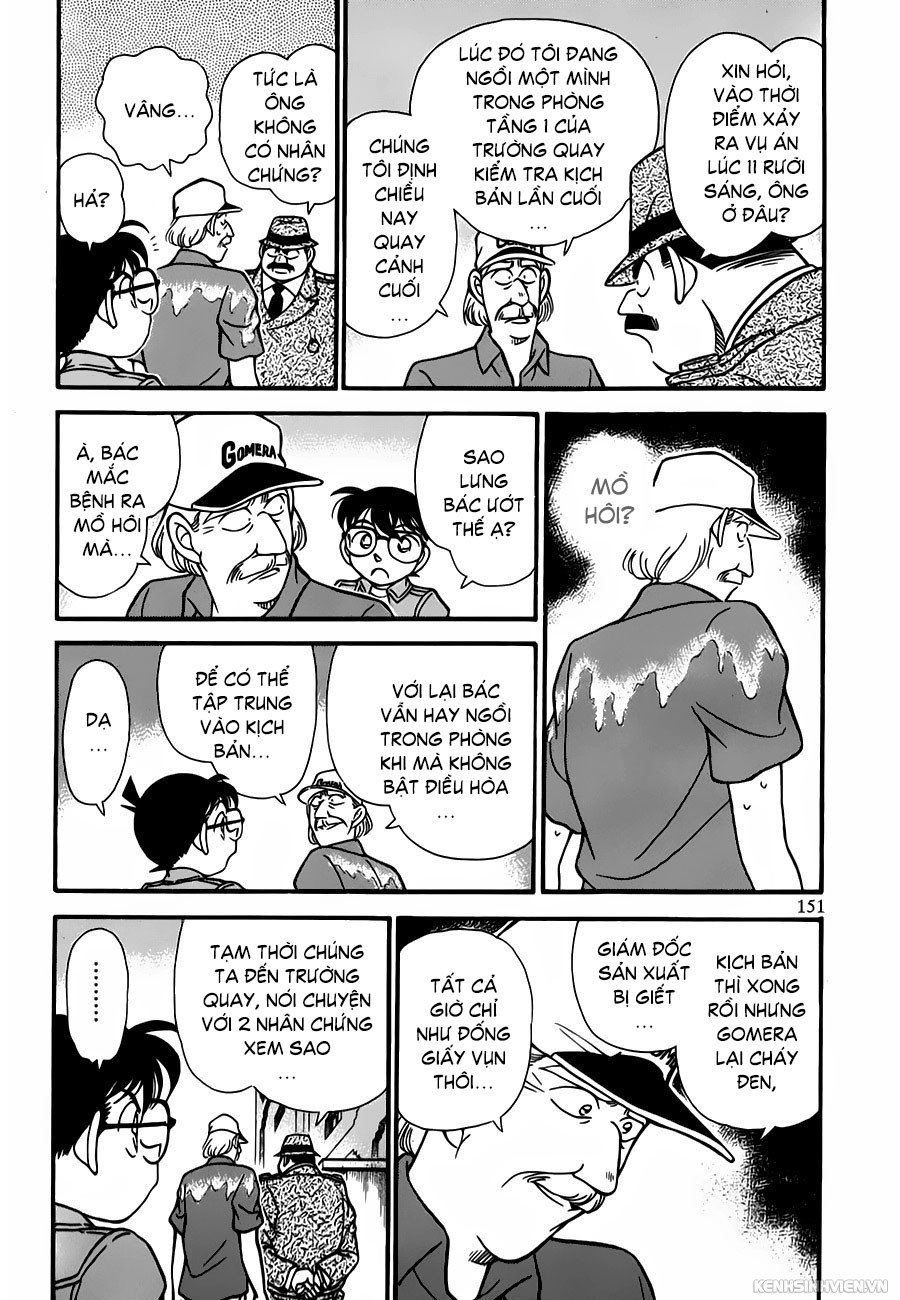 XIN HỎI,
VÀO THỜI
ĐIỂM XẢY
RA VỤ ÁN
LÚC 11 RƯỠI
SÁNG, ÔNG
Ở ĐÂU?
LÚC ĐÓ TÔI ĐANG
NGỒI MỘT MÌNH
TRONG PHÒNG
TẦNG 1 CỦA
TRƯỜNG QUAY
KIỂM TRA KỊCH
BẢN LẦN CUỐI
...
CHÚNG
TÔI ĐỊNH
CHIỀU
NAY
QUAY
CẢNH
CUỐI
...
TỨC LÀ
ÔNG
KHÔNG
CÓ NHÂN
CHỨNG?
VÂNG...
HẢ?
MỒ
HÔI?
SAO
LƯNG
BÁC ƯỚT
THẾ Ạ?
GOMERA
À, BÁC
MẮC
BỆNH RA
MỒ HÔI
MÀ...
VỚI LẠI BÁC
VẪN HAY NGỒI
TRONG PHÒNG
KHI MÀ KHÔNG
BẬT ĐIỀU HÒA
...
ĐỂ CÓ THỂ
TẬP TRUNG
VÀO KỊCH
BẢN...
GOMERA
DẠ
...
151
KỊCH BẢN
THÌ XONG
RỒI NHƯNG
GOMERA
LẠI CHÁY
ĐEN,
GIÁM ĐỐC
SẢN XUẤT
BỊ GIẾT
...
TẤT CẢ
GIỜ CHỈ
NHƯ ĐỐNG
GIẤY VỤN
THÔI...
TẠM THỜI CHÚNG
TA ĐẾN TRƯỜNG
QUAY, NÓI CHUYỆN
VỚI 2 NHÂN CHỨNG
XEM SAO
...
.........
KENHSINHVIEN.VN